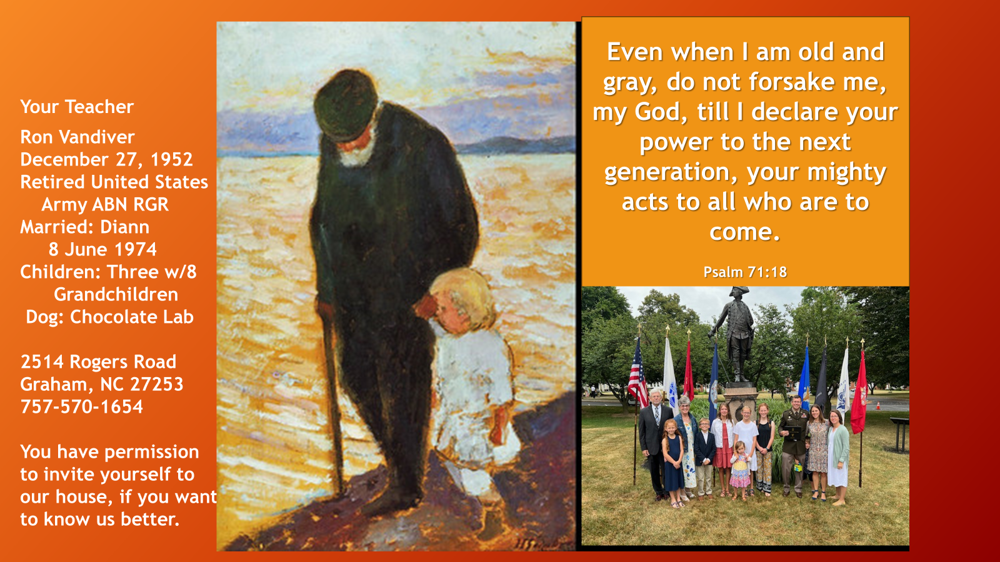 Your Teacher
Ron Vandiver
December 27, 1952
Retired United States
Army ABN RGR
Married: Diann
8 June 1974
Children: Three w/8
Grandchildren
Dog: Chocolate Lab
2514 Rogers Road
Graham, NC 27253
757-570-1654
You have permission
to invite yourself to
our house, if you want
to know us better.
Even when I am old and
gray, do not forsake me,
my God, till I declare your
power to the next
generation, your mighty
acts to all who are to
come.
Psalm 71:18